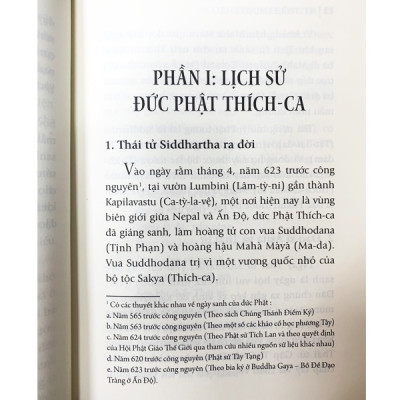 PHẦN I: LỊCH SỬ
ĐỨC PHẬT THÍCH-CA
1. Thái tử Siddhartha ra dời
Vào ngày rằm tháng 4, năm 623 trước công
nguyên¹, tại vườn Lumbini (Lâm-tỳ-ni) gần thành
Kapilavastu (Ca-tỳ-la-vệ), một nơi hiện nay là vùng
biên giới giữa Nepal và Ấn Độ, đức Phật Thích-ca
đã giáng sanh, làm hoàng tử con vua Suddhodana
(Tịnh Phạn) và hoàng hậu Mahà Màyà (Ma-da).
Vua Suddhodana trị vì một vương quốc nhỏ của
bộ tộc Sakya (Thích-ca).
¹ Có các thuyết khác nhau về ngày sanh của đức Phật :
a. Năm 565 trước công nguyên (Theo sách Chúng Thánh Điểm Ký)
b. Năm 563 trước công nguyên (Theo một số các khảo cổ học phương Tây)
c. Năm 624 trước công nguyên (Theo Phật sử Tích Lan và theo quyết định
của Hội Phật Giáo Thế Giới qua tham cứu nhiều nguồn sử liệu khác nhau)
d. Năm 620 trước công nguyên (Phật sử Tây Tạng)
e. Năm 623 trước công nguyên (Theo bia ký ở Buddha Gaya – Bồ Đề Đạo
Tràng ở Ấn Độ).